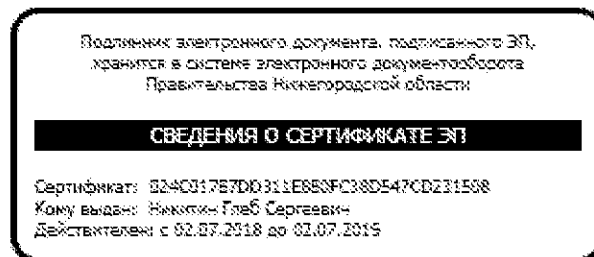 Подлинник электронного документа, подписанного ЭП,
хранится в системе электронного документооборота
Правительства Нижегородской области
СВЕДЕНИЯ О СЕРТИФИКАТЕ ЭП
Сертификат:
Кому выдан: Никитин Глеб Сергеевич
Действителен: с 02.07.2018 до 02.07.2019